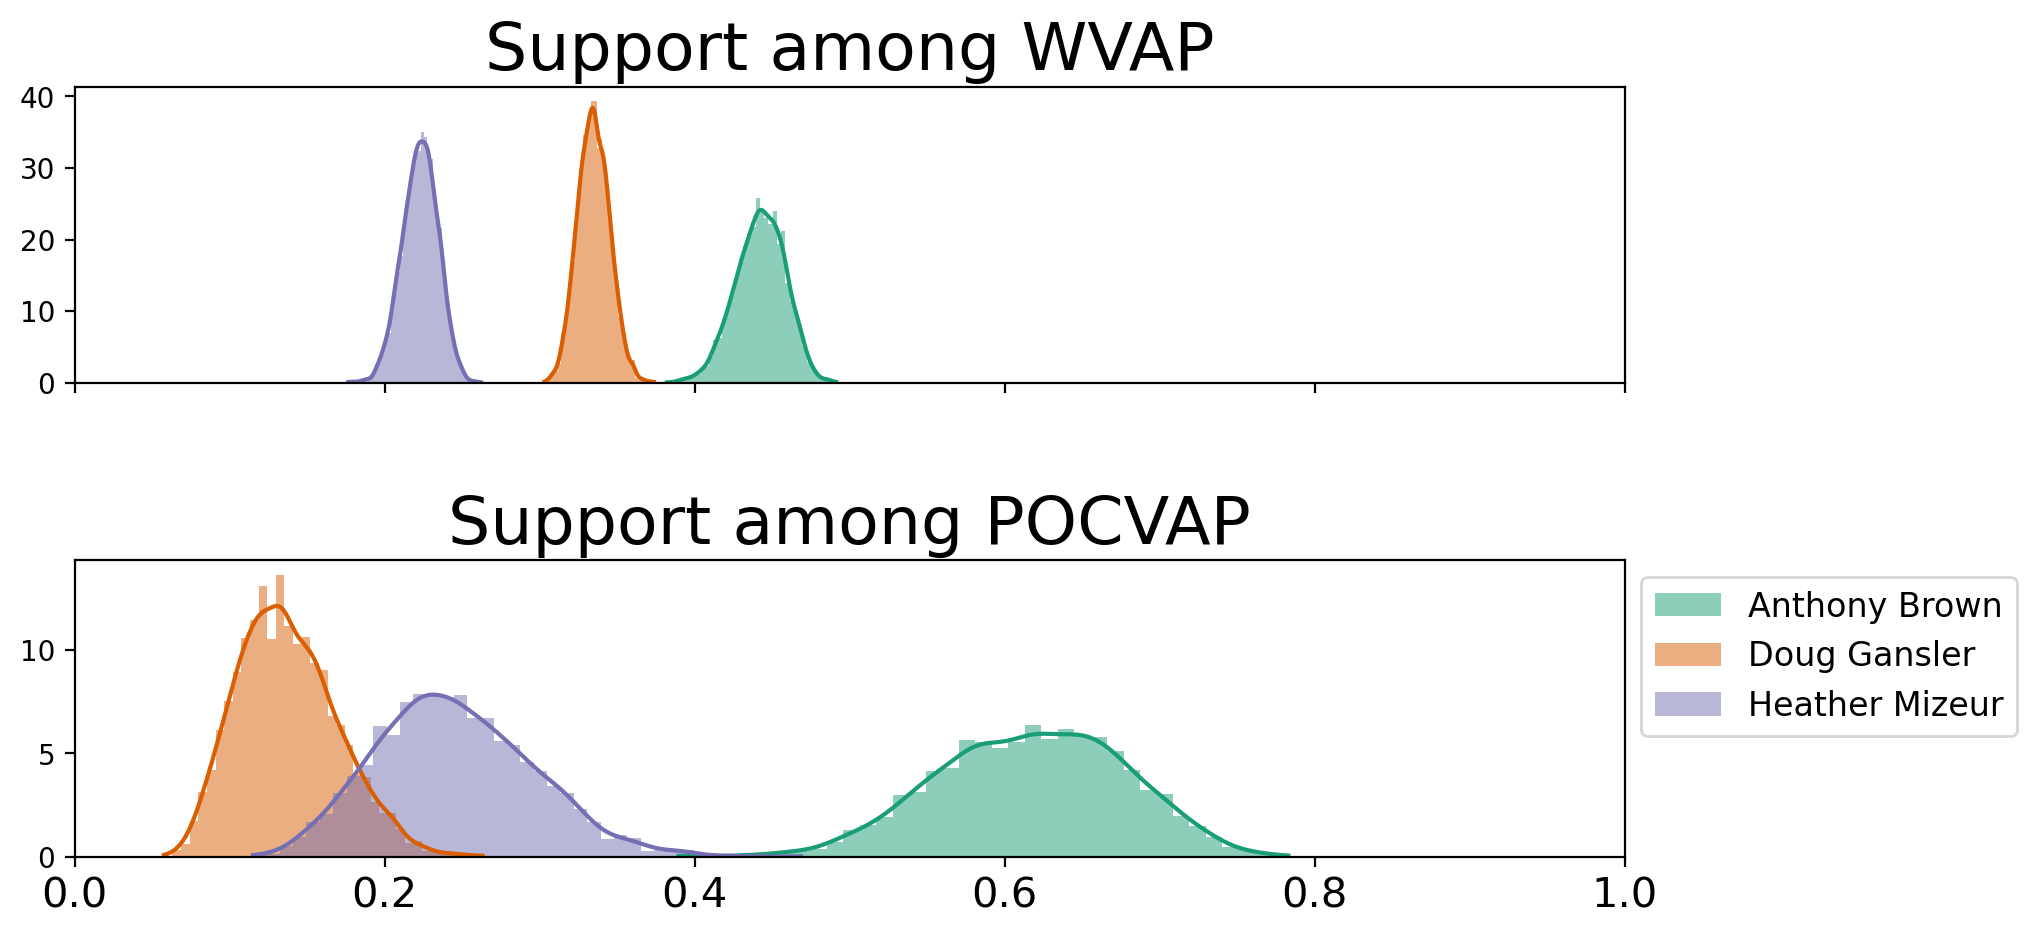 Support among WVAP
40
30
20
10
0
Support among POCVAP
10
5
0
0.0 0.2 0.4 0.6 0.8 1.0
Anthony Brown
Doug Gansler
Heather Mizeur